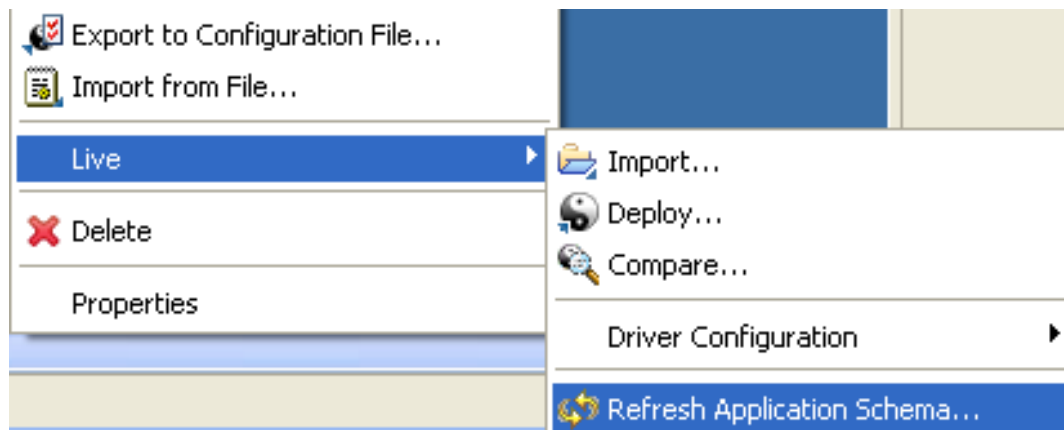 Export to Configuration File...
Import from File...
Live
Delete
Properties
Import...
Deploy...
Compare...
Driver Configuration
Refresh Application Schema...